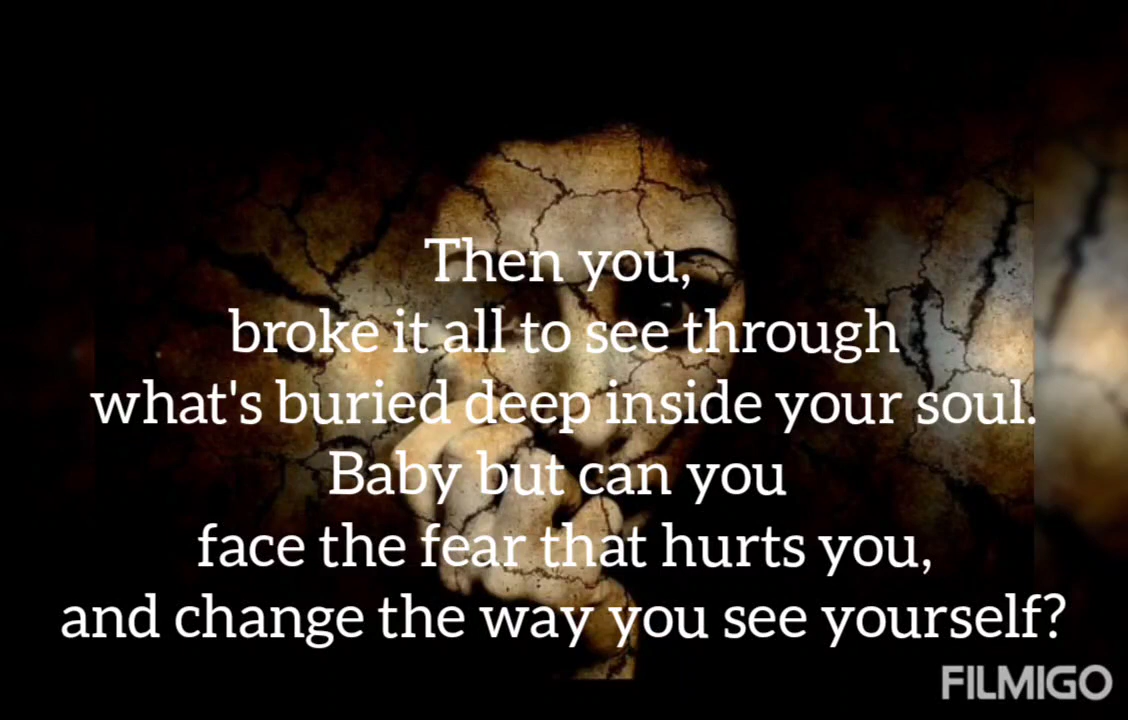 Then you,
broke it all to see through
what's buried deep inside your soul.
Baby but can you
face the fear that hurts you,
and change the way you see yourself?
FILMIGO